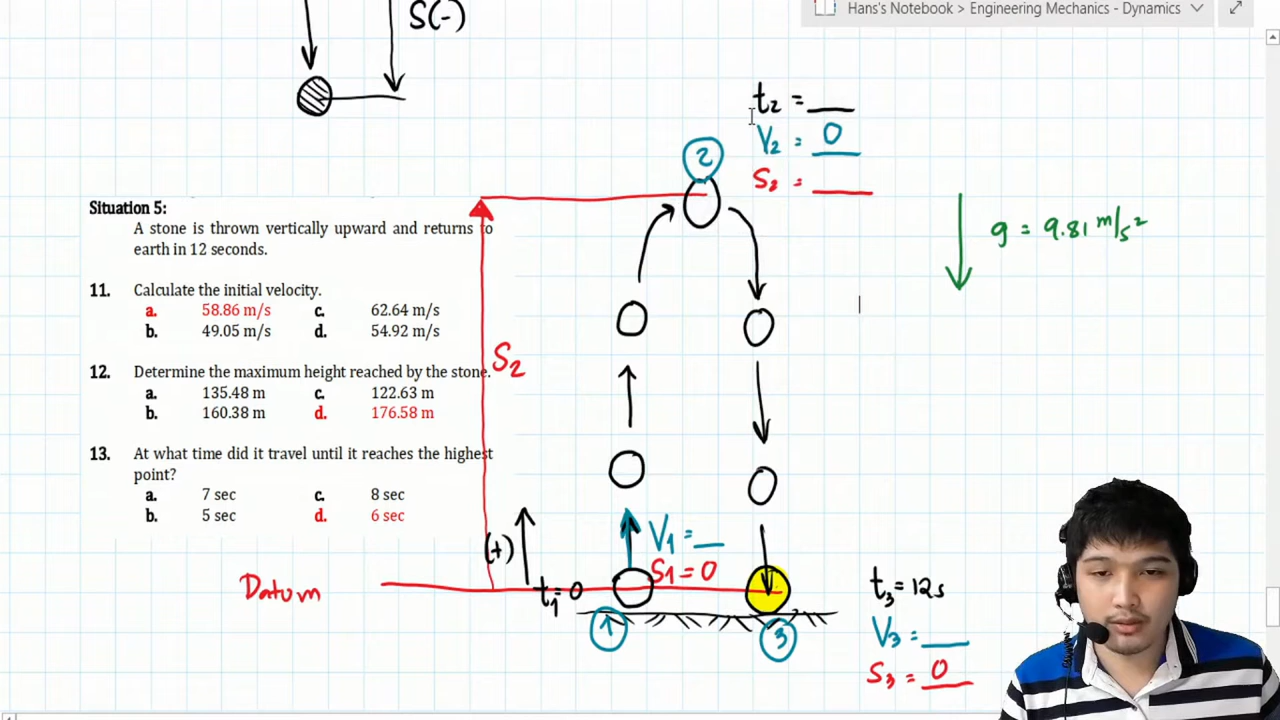 Hans's Notebook > Engineering Mechanics - Dynamics
S(-)
t2 = __
V2 = 0
2
S2 = __
g = 9.81 m/s²
Situation 5:
A stone is thrown vertically upward and returns to
earth in 12 seconds.
11. Calculate the initial velocity.
a. 58.86 m/s c. 62.64 m/s
b. 49.05 m/s d. 54.92 m/s
S2
12. Determine the maximum height reached by the stone.
a. 135.48 m c. 122.63 m
b. 160.38 m d. 176.58 m
13. At what time did it travel until it reaches the highest
point?
a. 7 sec c. 8 sec
b. 5 sec d. 6 sec
(+)
V1 = __
S1 = 0
Datum
t1 = 0
1
3
t3 = 12s
V3 = __
S3 = 0